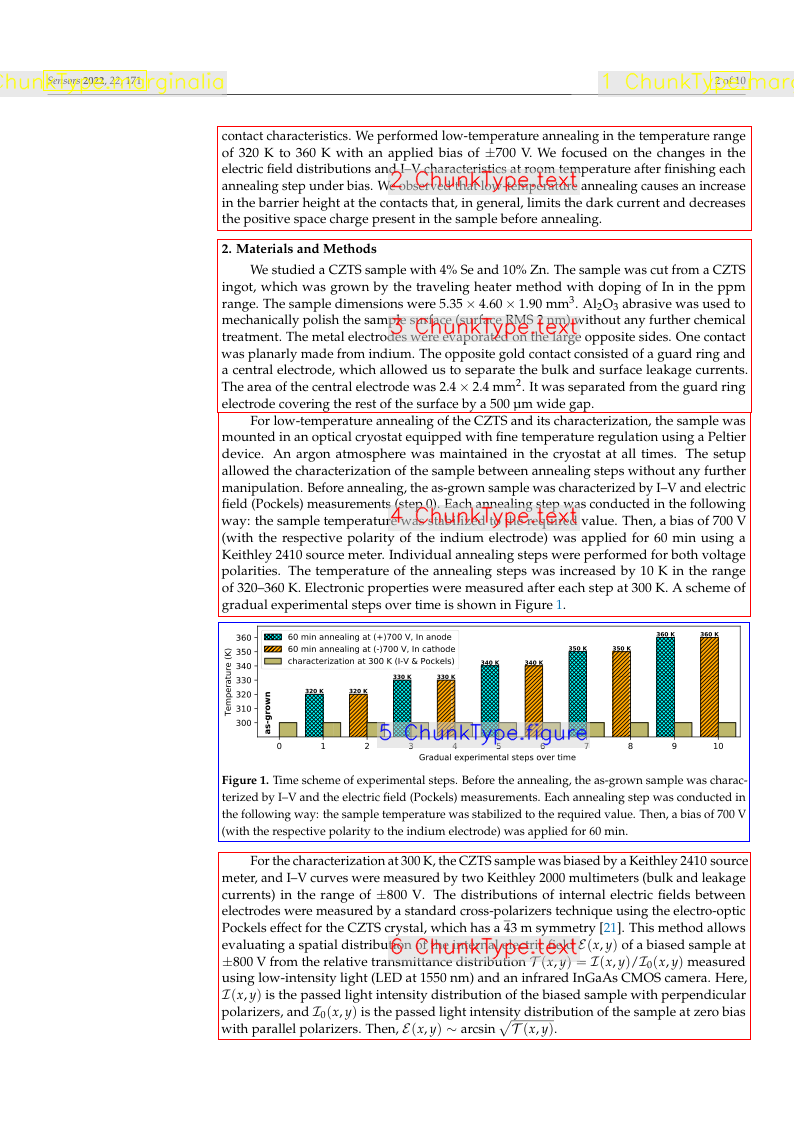 Sensors 2022, 22, 171
2 of 10
1 ChunkType.
2 ChunkType.text
3 ChunkType.text
4 ChunkType.text
5 ChunkType.figure
6 ChunkType.text
contact characteristics. We performed low-temperature annealing in the temperature range
of 320 K to 360 K with an applied bias of ±700 V. We focused on the changes in the
electric field distributions and I–V characteristics at room temperature after finishing each
annealing step under bias. We observed that low-temperature annealing causes an increase
in the barrier height at the contacts that, in general, limits the dark current and decreases
the positive space charge present in the sample before annealing.
2. Materials and Methods
We studied a CZTS sample with 4% Se and 10% Zn. The sample was cut from a CZTS
ingot, which was grown by the traveling heater method with doping of In in the ppm
range. The sample dimensions were 5.35 × 4.60 × 1.90 mm³. Al₂O₃ abrasive was used to
mechanically polish the sample surface (surface RMS 2 nm) without any further chemical
treatment. The metal electrodes were evaporated on the large opposite sides. One contact
was planarly made from indium. The opposite gold contact consisted of a guard ring and
a central electrode, which allowed us to separate the bulk and surface leakage currents.
The area of the central electrode was 2.4 × 2.4 mm². It was separated from the guard ring
electrode covering the rest of the surface by a 500 µm wide gap.
For low-temperature annealing of the CZTS and its characterization, the sample was
mounted in an optical cryostat equipped with fine temperature regulation using a Peltier
device. An argon atmosphere was maintained in the cryostat at all times. The setup
allowed the characterization of the sample between annealing steps without any further
manipulation. Before annealing, the as-grown sample was characterized by I–V and electric
field (Pockels) measurements (step 0). Each annealing step was conducted in the following
way: the sample temperature was stabilized to the required value. Then, a bias of 700 V
(with the respective polarity of the indium electrode) was applied for 60 min using a
Keithley 2410 source meter. Individual annealing steps were performed for both voltage
polarities. The temperature of the annealing steps was increased by 10 K in the range
of 320–360 K. Electronic properties were measured after each step at 300 K. A scheme of
gradual experimental steps over time is shown in Figure 1.
Temperature (K)
360
350
340
330
320
310
300
60 min annealing at (+)700 V, In anode
60 min annealing at (-)700 V, In cathode
characterization at 300 K (I-V & Pockels)
as-grown
320 K 320 K 330 K 330 K 340 K 340 K 350 K 350 K 360 K 360 K
0 1 2 3 4 5 6 7 8 9 10
Gradual experimental steps over time
Figure 1. Time scheme of experimental steps. Before the annealing, the as-grown sample was charac-
terized by I–V and the electric field (Pockels) measurements. Each annealing step was conducted in
the following way: the sample temperature was stabilized to the required value. Then, a bias of 700 V
(with the respective polarity to the indium electrode) was applied for 60 min.
For the characterization at 300 K, the CZTS sample was biased by a Keithley 2410 source
meter, and I–V curves were measured by two Keithley 2000 multimeters (bulk and leakage
currents) in the range of ±800 V. The distributions of internal electric fields between
electrodes were measured by a standard cross-polarizers technique using the electro-optic
Pockels effect for the CZTS crystal, which has a 4̄3 m symmetry [21]. This method allows
evaluating a spatial distribution of the internal electric field ℰ(x, y) of a biased sample at
±800 V from the relative transmittance distribution 𝒯(x, y) = ℐ(x, y)/ℐ₀(x, y) measured
using low-intensity light (LED at 1550 nm) and an infrared InGaAs CMOS camera. Here,
ℐ(x, y) is the passed light intensity distribution of the biased sample with perpendicular
polarizers, and ℐ₀(x, y) is the passed light intensity distribution of the sample at zero bias
with parallel polarizers. Then, ℰ(x, y) ∼ arcsin √𝒯(x, y).